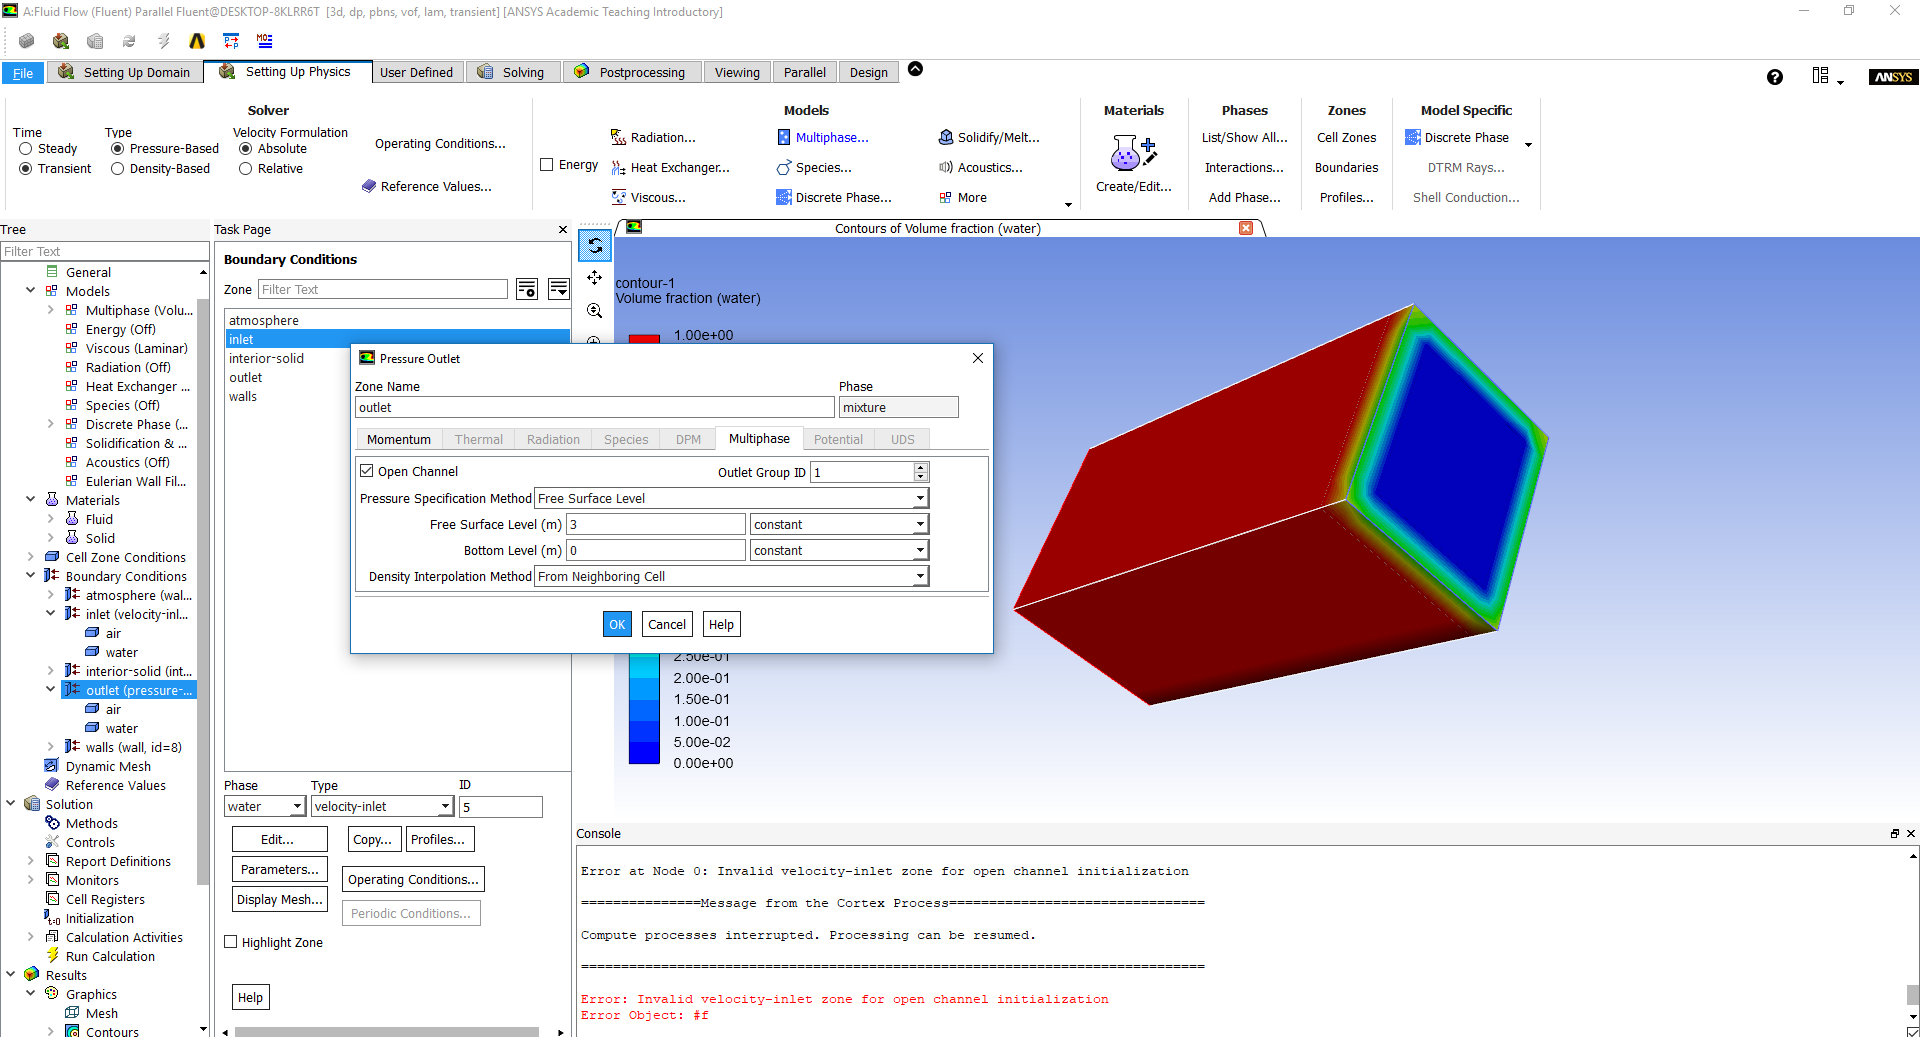 A:Fluid Flow (Fluent) Parallel Fluent@DESKTOP-8KLRR6T [3d, dp, pbns, vof, lam, transient] [ANSYS Academic Teaching Introductory]
File
Setting Up Domain
Setting Up Physics
User Defined
Solving
Postprocessing
Viewing
Parallel
Design
ANSYS
Solver
Time
Steady
Transient
Type
Pressure-Based
Density-Based
Velocity Formulation
Absolute
Relative
Operating Conditions...
Reference Values...
Models
Energy
Radiation...
Heat Exchanger...
Viscous...
Multiphase...
Species...
Discrete Phase...
Solidify/Melt...
Acoustics...
More
Materials
Create/Edit...
Phases
List/Show All...
Interactions...
Add Phase...
Zones
Cell Zones
Boundaries
Profiles...
Model Specific
Discrete Phase
DTRM Rays...
Shell Conduction...
Tree
Filter Text
General
Models
Multiphase (Volu...
Energy (Off)
Viscous (Laminar)
Radiation (Off)
Heat Exchanger ...
Species (Off)
Discrete Phase (...
Solidification & ...
Acoustics (Off)
Eulerian Wall Fil...
Materials
Fluid
Solid
Cell Zone Conditions
Boundary Conditions
atmosphere (wal...
inlet (velocity-inl...
air
water
interior-solid (int...
outlet (pressure-...
air
water
walls (wall, id=8)
Dynamic Mesh
Reference Values
Solution
Methods
Controls
Report Definitions
Monitors
Cell Registers
Initialization
Calculation Activities
Run Calculation
Results
Graphics
Mesh
Contours
Task Page
Boundary Conditions
Zone
Filter Text
atmosphere
inlet
interior-solid
outlet
walls
Phase
Type
ID
water
velocity-inlet
5
Edit...
Copy...
Profiles...
Parameters...
Operating Conditions...
Display Mesh...
Periodic Conditions...
Highlight Zone
Help
Pressure Outlet
Zone Name
Phase
outlet
mixture
Momentum
Thermal
Radiation
Species
DPM
Multiphase
Potential
UDS
Open Channel
Outlet Group ID 1
Pressure Specification Method Free Surface Level
Free Surface Level (m) 3 constant
Bottom Level (m) 0 constant
Density Interpolation Method From Neighboring Cell
OK
Cancel
Help
Contours of Volume fraction (water)
contour-1
Volume fraction (water)
1.00e+00
2.50e-01
2.00e-01
1.50e-01
1.00e-01
5.00e-02
0.00e+00
Console
Error at Node 0: Invalid velocity-inlet zone for open channel initialization
===============Message from the Cortex Process================================
Compute processes interrupted. Processing can be resumed.
==============================================================================
Error: Invalid velocity-inlet zone for open channel initialization
Error Object: #f